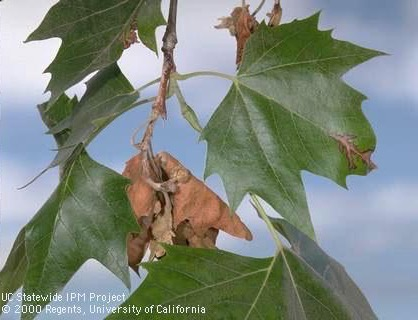 UC Statewide IPM Project
© 2000 Regents, University of California